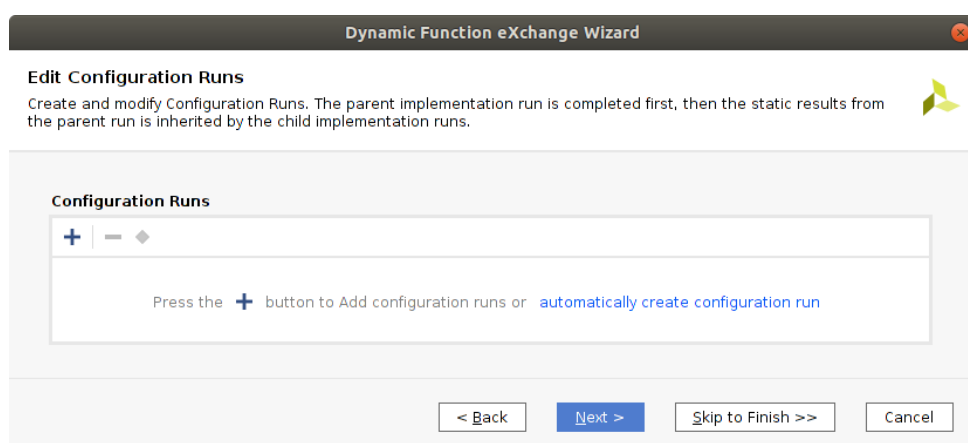 Dynamic Function eXchange Wizard
Edit Configuration Runs
Create and modify Configuration Runs. The parent implementation run is completed first, then the static results from
the parent run is inherited by the child implementation runs.
Configuration Runs
Press the + button to Add configuration runs or automatically create configuration run
< Back Next > Skip to Finish >> Cancel